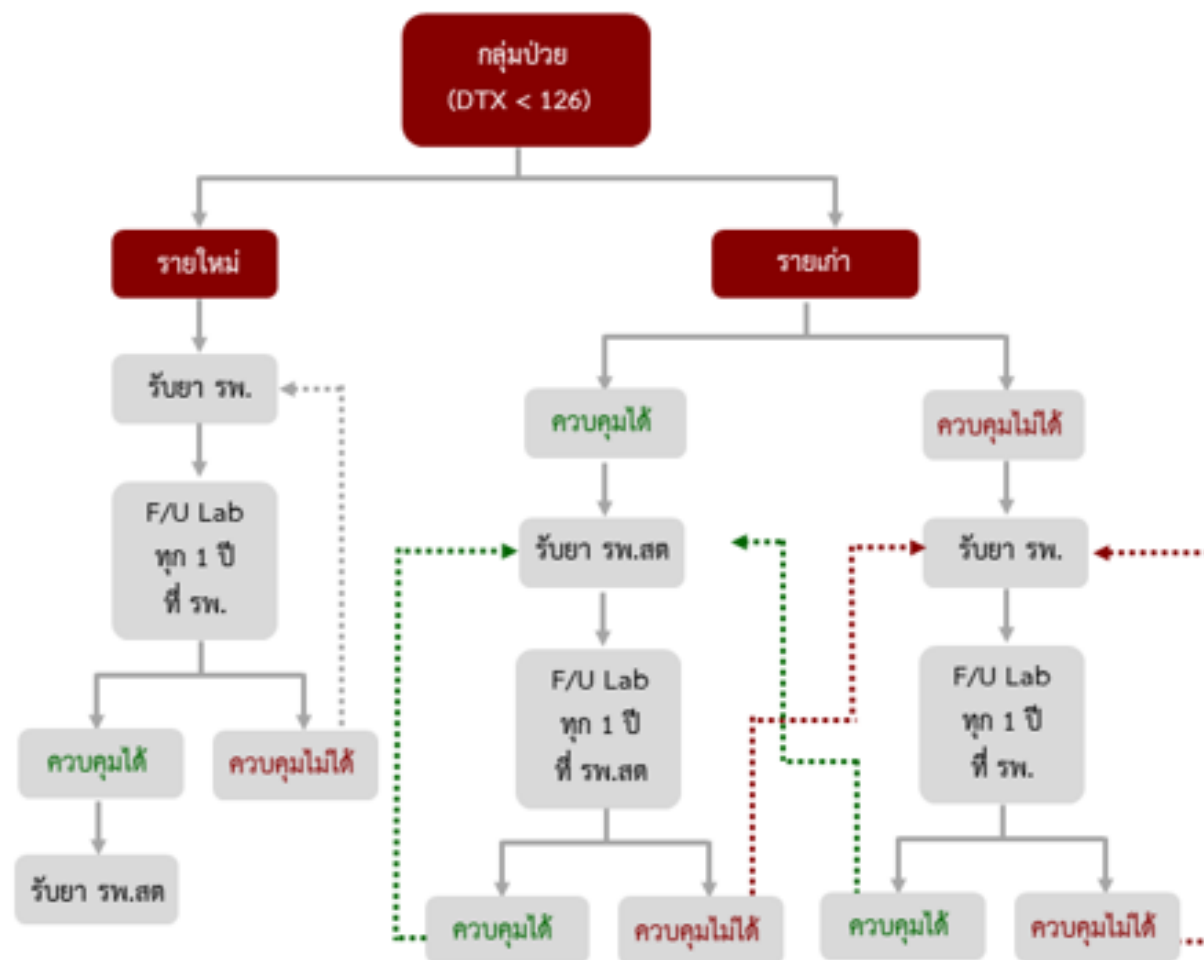 กลุ่มป่วย
(DTX < 126)
รายใหม่
รายเก่า
รับยา รพ.
ควบคุมได้
ควบคุมไม่ได้
F/U Lab
ทุก 1 ปี
ที่ รพ.
รับยา รพ.สต
รับยา รพ.
F/U Lab
ทุก 1 ปี
ที่ รพ.สต
F/U Lab
ทุก 1 ปี
ที่ รพ.
ควบคุมได้
ควบคุมไม่ได้
รับยา รพ.สต
ควบคุมได้
ควบคุมไม่ได้
ควบคุมได้
ควบคุมไม่ได้